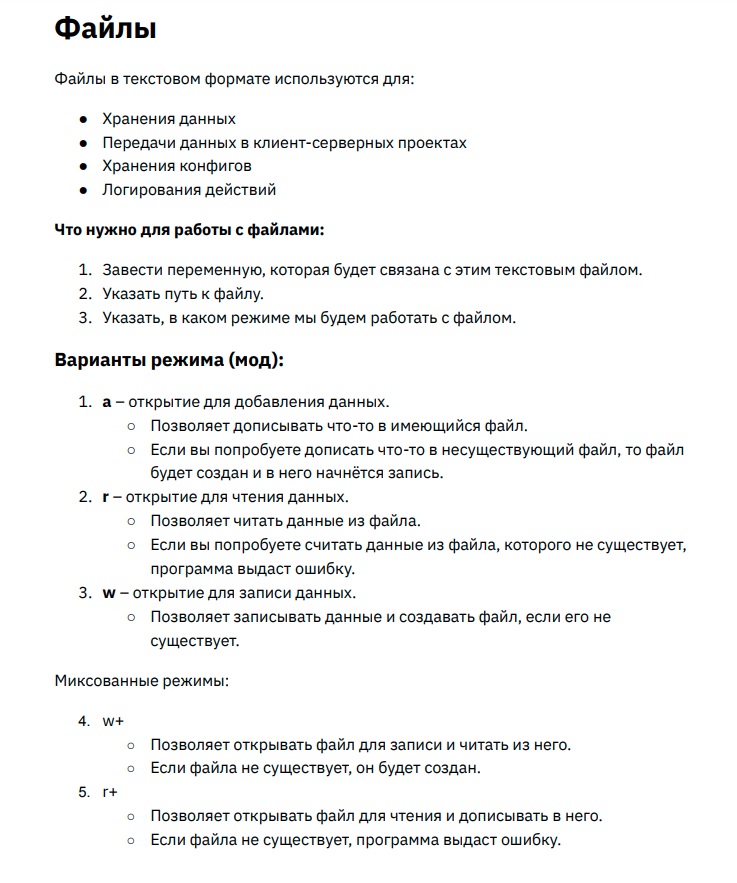 Файлы
Файлы в текстовом формате используются для:
● Хранения данных
● Передачи данных в клиент-серверных проектах
● Хранения конфигов
● Логирования действий
Что нужно для работы с файлами:
1. Завести переменную, которая будет связана с этим текстовым файлом.
2. Указать путь к файлу.
3. Указать, в каком режиме мы будем работать с файлом.
Варианты режима (мод):
1. a – открытие для добавления данных.
○ Позволяет дописывать что-то в имеющийся файл.
○ Если вы попробуете дописать что-то в несуществующий файл, то файл
будет создан и в него начнётся запись.
2. r – открытие для чтения данных.
○ Позволяет читать данные из файла.
○ Если вы попробуете считать данные из файла, которого не существует,
программа выдаст ошибку.
3. w – открытие для записи данных.
○ Позволяет записывать данные и создавать файл, если его не
существует.
Миксованные режимы:
4. w+
○ Позволяет открывать файл для записи и читать из него.
○ Если файла не существует, он будет создан.
5. r+
○ Позволяет открывать файл для чтения и дописывать в него.
○ Если файла не существует, программа выдаст ошибку.